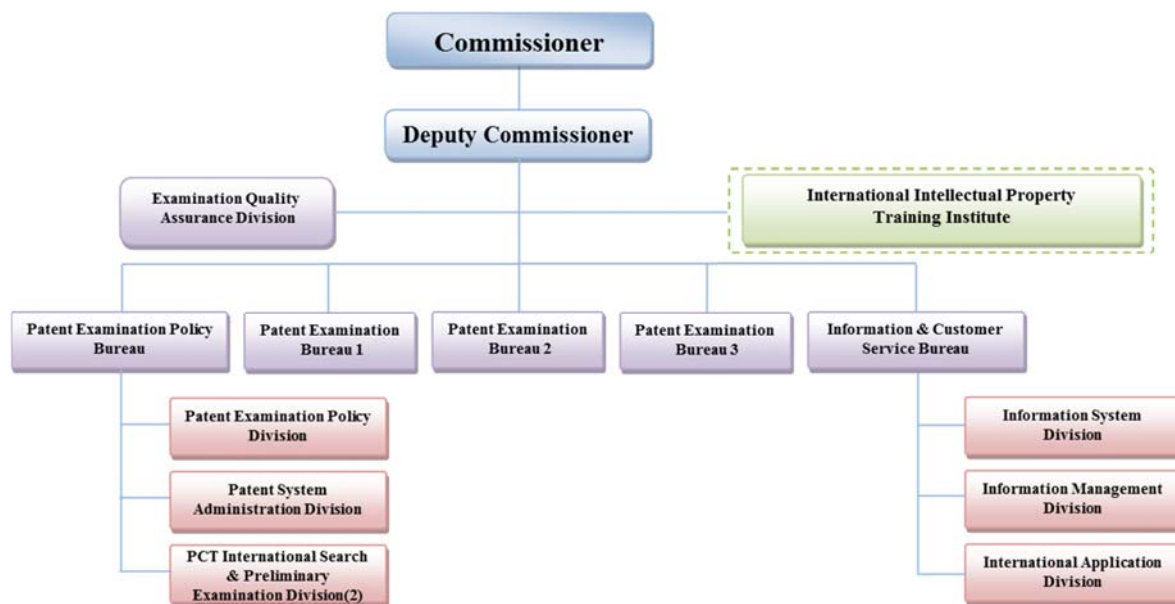 Commissioner
Deputy Commissioner
Examination Quality
Assurance Division
International Intellectual Property
Training Institute
Patent Examination Policy
Bureau
Patent Examination
Bureau 1
Patent Examination
Bureau 2
Patent Examination
Bureau 3
Information & Customer
Service Bureau
Patent Examination Policy
Division
Patent System
Administration Division
PCT International Search
& Preliminary
Examination Division(2)
Information System
Division
Information Management
Division
International Application
Division